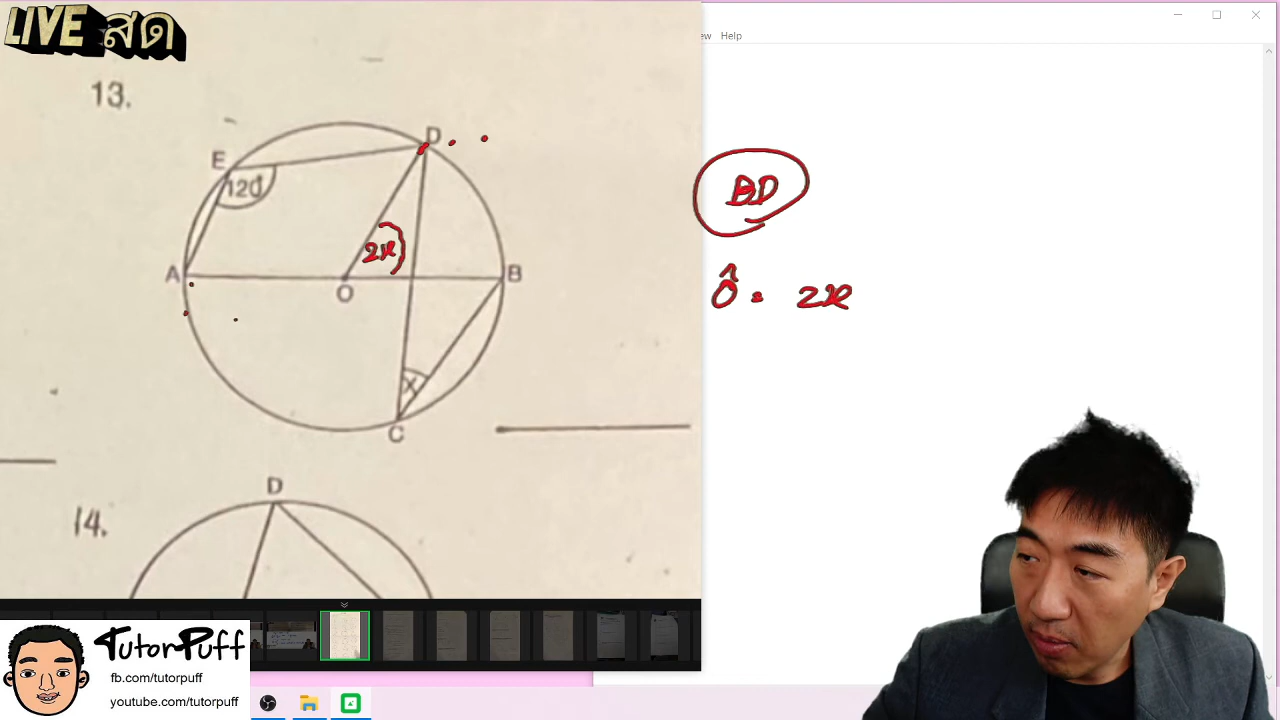 LIVE สด
13.
D
E
120
2x
A
O
B
x
C
14.
D
ew Help
BD
Ô = 2x
TutorPuff
fb.com/tutorpuff
youtube.com/tutorpuff